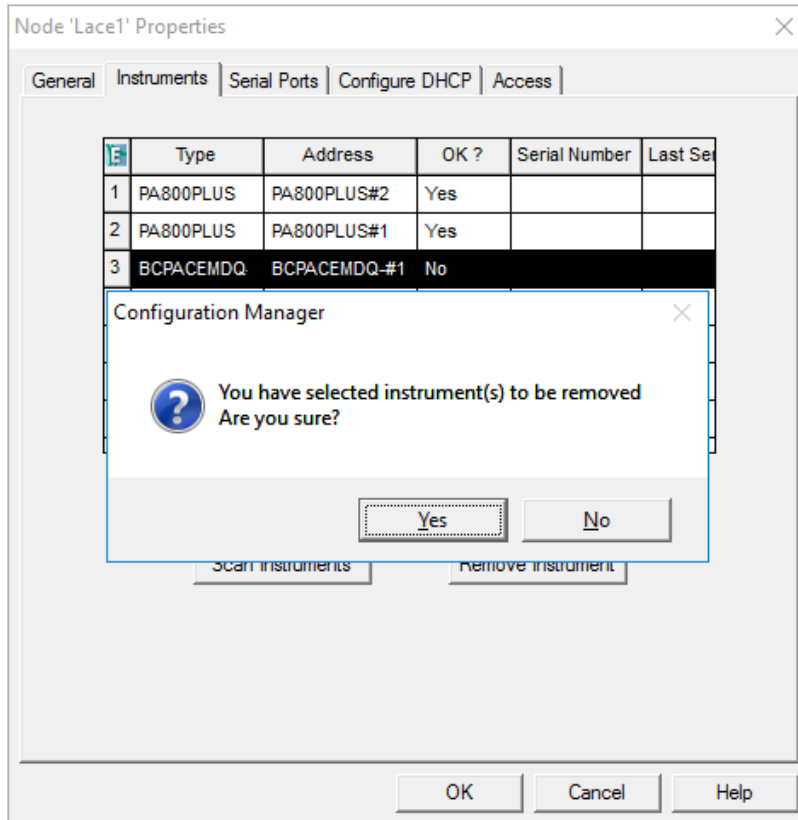 Node 'Lace1' Properties
General Instruments Serial Ports Configure DHCP Access
Type Address OK ? Serial Number Last Ser
1 PA800PLUS PA800PLUS#2 Yes
2 PA800PLUS PA800PLUS#1 Yes
3 BCPACEMDQ- BCPACEMDQ-#1 No
Configuration Manager
You have selected instrument(s) to be removed
Are you sure?
Yes No
Scan Instruments Remove Instrument
OK Cancel Help